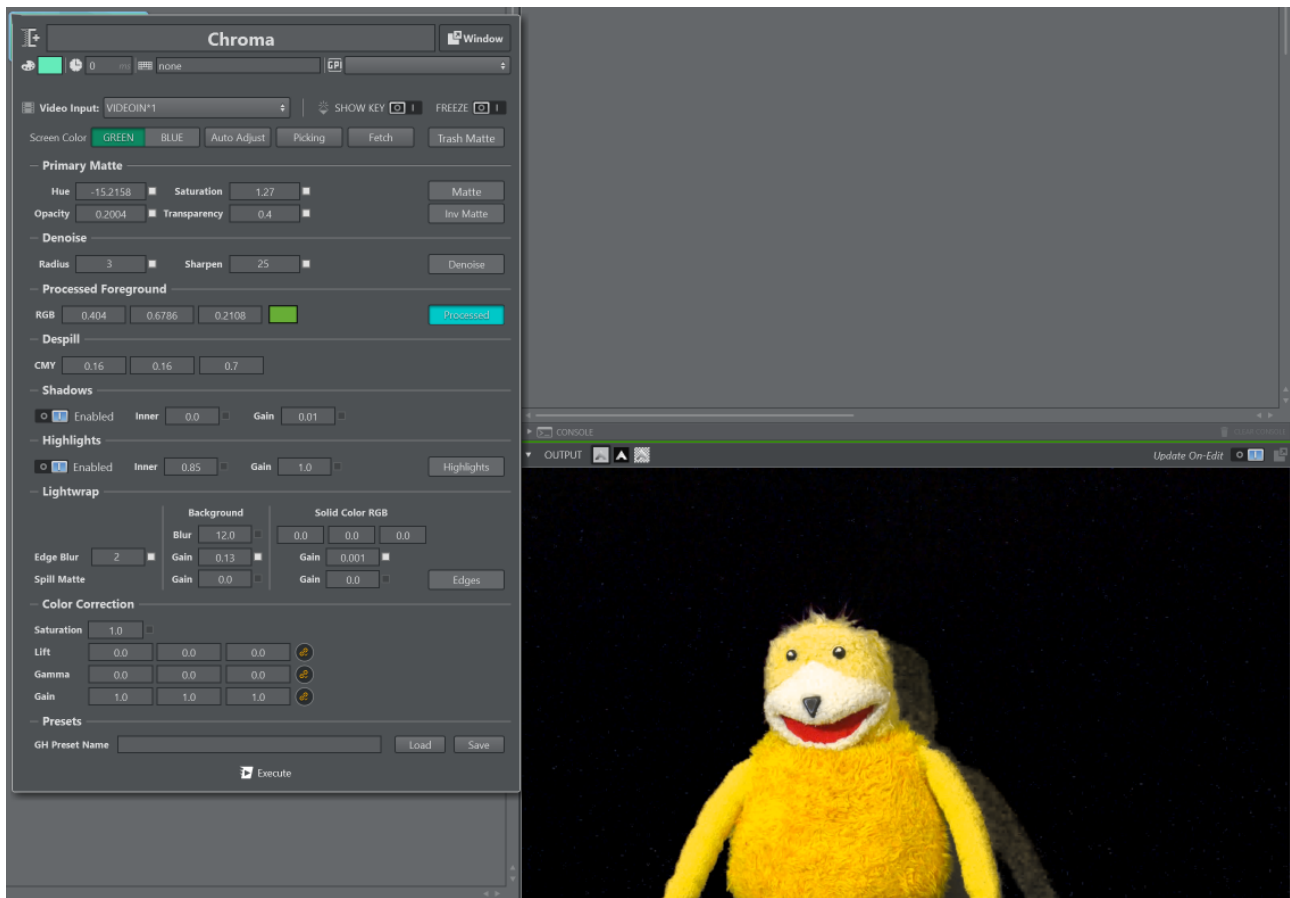 Chroma
Window
0 ms none GPI
Video Input: VIDEOIN*1 SHOW KEY FREEZE
Screen Color GREEN BLUE Auto Adjust Picking Fetch Trash Matte
Primary Matte
Hue -15.2158 Saturation 1.27 Matte
Opacity 0.2004 Transparency 0.4 Inv Matte
Denoise
Radius 3 Sharpen 25 Denoise
Processed Foreground
RGB 0.404 0.6786 0.2108 Processed
Despill
CMY 0.16 0.16 0.7
Shadows
Enabled Inner 0.0 Gain 0.01
Highlights
Enabled Inner 0.85 Gain 1.0 Highlights
Lightwrap
Background Solid Color RGB
Blur 12.0 0.0 0.0 0.0
Edge Blur 2 Gain 0.13 Gain 0.001
Spill Matte Gain 0.0 Gain 0.0 Edges
Color Correction
Saturation 1.0
Lift 0.0 0.0 0.0
Gamma 0.0 0.0 0.0
Gain 1.0 1.0 1.0
Presets
GH Preset Name Load Save
Execute
CONSOLE CLEAR CONSOLE
OUTPUT Update On-Edit